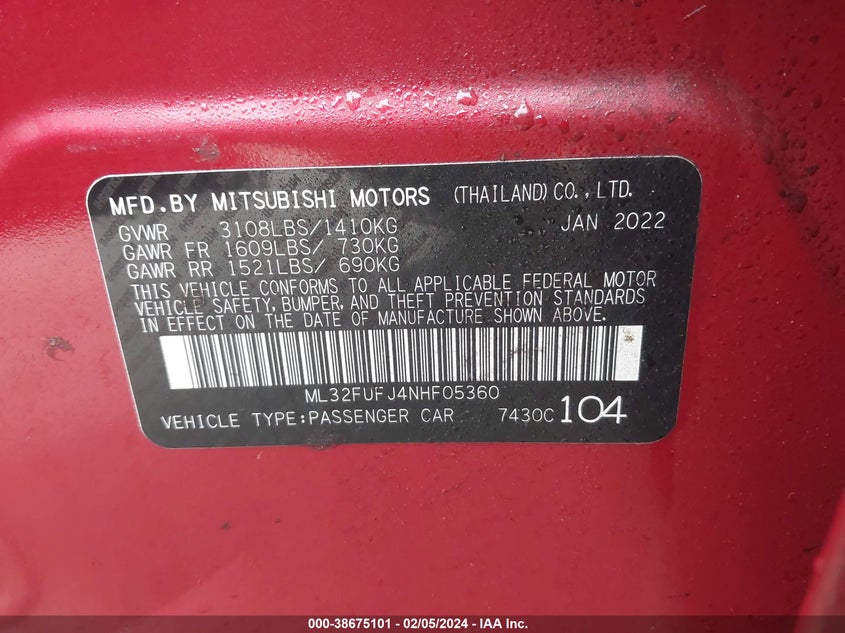 MFD.BY MITSUBISHI MOTORS (THAILAND) CO., LTD.
GVWR 3108LBS/1410KG JAN 2022
GAWR FR 1609LBS/ 730KG
GAWR RR 1521LBS/ 690KG
THIS VEHICLE CONFORMS TO ALL APPLICABLE FEDERAL MOTOR
VEHICLE SAFETY, BUMPER, AND THEFT PREVENTION STANDARDS
IN EFFECT ON THE DATE OF MANUFACTURE SHOWN ABOVE.
ML32FUFJ4NHF05360
VEHICLE TYPE:PASSENGER CAR 7430C 104
000-38675101 - 02/05/2024 - IAA Inc.